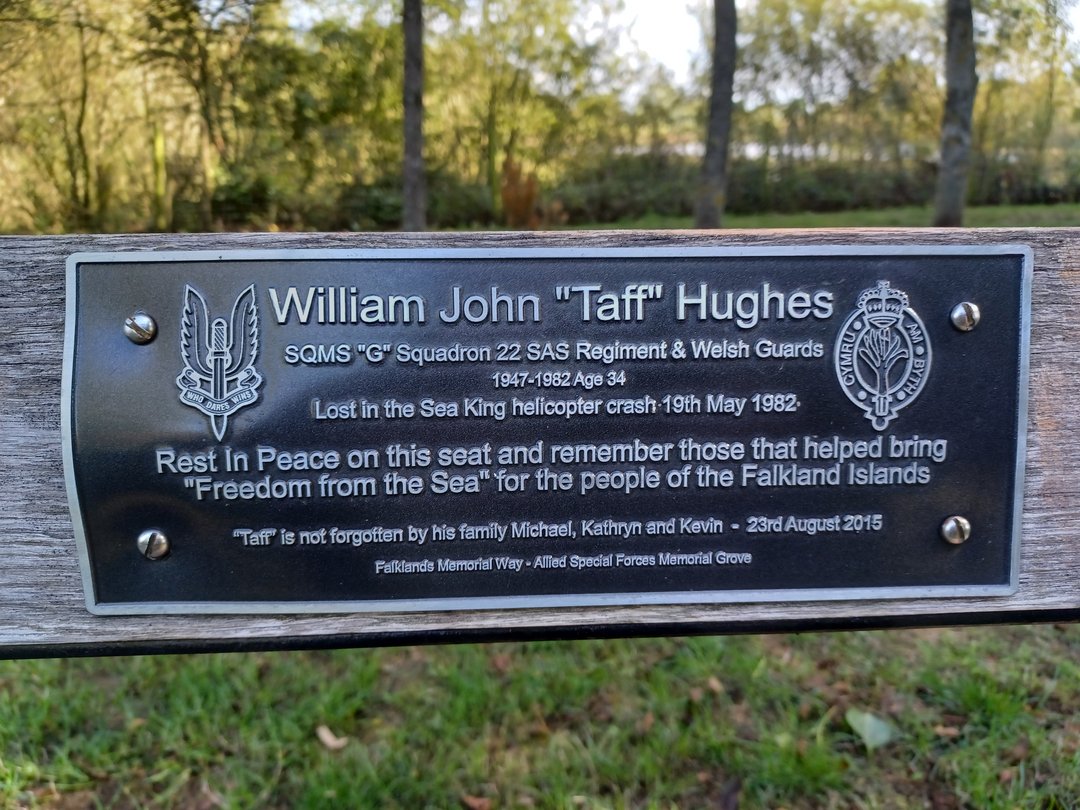 William John "Taff" Hughes
SQMS "G" Squadron 22 SAS Regiment & Welsh Guards
1947-1982 Age 34
Lost in the Sea King helicopter crash 19th May 1982
Rest In Peace on this seat and remember those that helped bring
"Freedom from the Sea" for the people of the Falkland Islands
"Taff" is not forgotten by his family Michael, Kathryn and Kevin - 23rd August 2015
Falklands Memorial Way - Allied Special Forces Memorial Grove
WHO DARES WINS
CYMRU AM BYTH